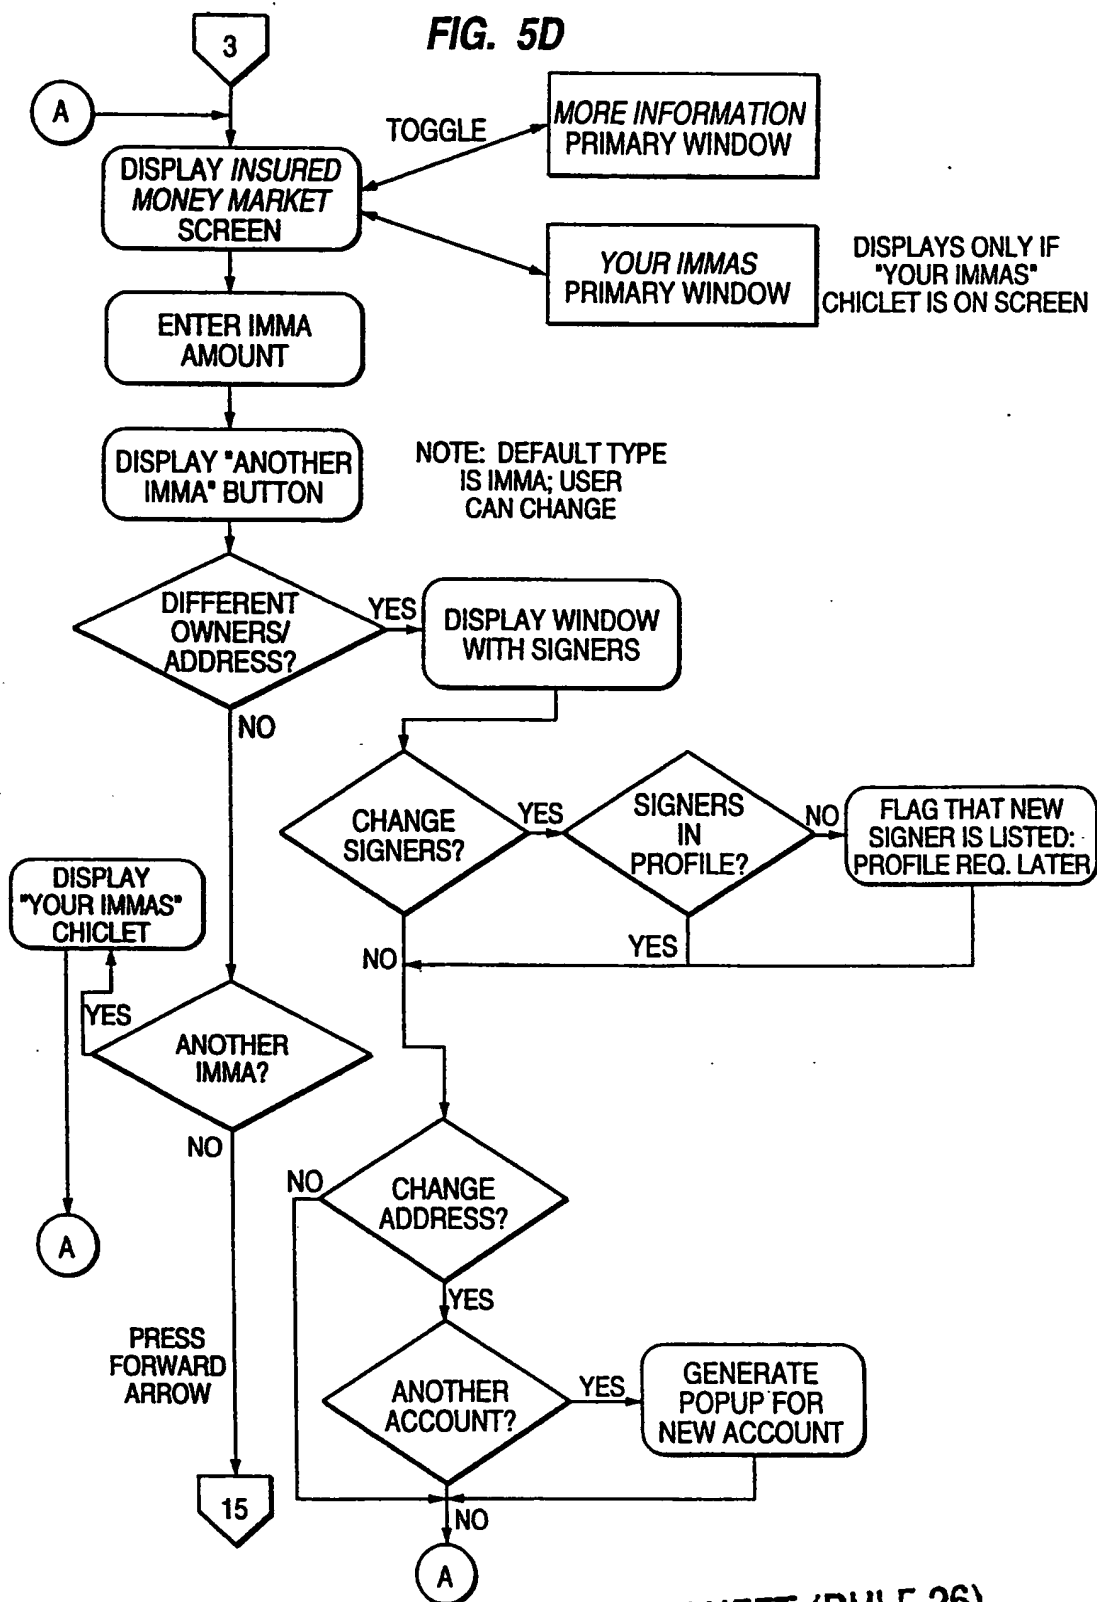 FIG. 5D
3
A
TOGGLE
MORE INFORMATION
PRIMARY WINDOW
DISPLAY INSURED
MONEY MARKET
SCREEN
YOUR IMMAS
PRIMARY WINDOW
DISPLAYS ONLY IF
"YOUR IMMAS"
CHICLET IS ON SCREEN
ENTER IMMA
AMOUNT
DISPLAY "ANOTHER
IMMA" BUTTON
NOTE: DEFAULT TYPE
IS IMMA; USER
CAN CHANGE
DIFFERENT
OWNERS/
ADDRESS?
YES
DISPLAY WINDOW
WITH SIGNERS
NO
CHANGE
SIGNERS?
YES
SIGNERS
IN
PROFILE?
NO
FLAG THAT NEW
SIGNER IS LISTED:
PROFILE REQ. LATER
DISPLAY
"YOUR IMMAS"
CHICLET
NO
YES
YES
ANOTHER
IMMA?
NO
A
NO
CHANGE
ADDRESS?
YES
PRESS
FORWARD
ARROW
ANOTHER
ACCOUNT?
YES
GENERATE
POPUP FOR
NEW ACCOUNT
15
NO
A
(RULE 26)